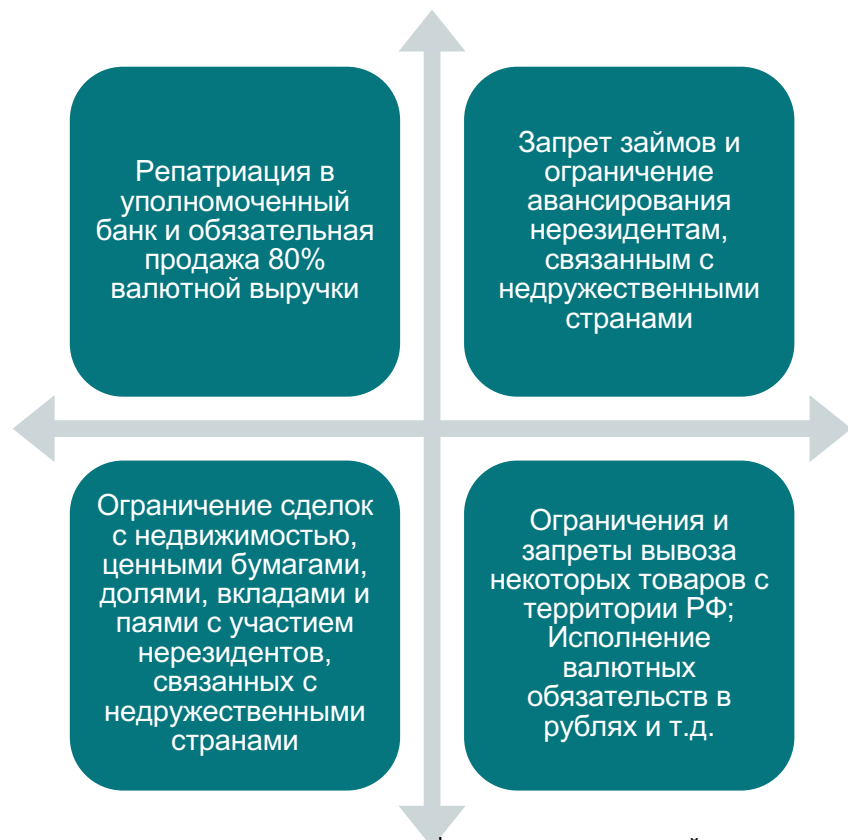 Репатриация в
уполномоченный
банк и обязательная
продажа 80%
валютной выручки
Запрет займов и
ограничение
авансирования
нерезидентам,
связанным с
недружественными
странами
Ограничение сделок
с недвижимостью,
ценными бумагами,
долями, вкладами и
паями с участием
нерезидентов,
связанных с
недружественными
странами
Ограничения и
запреты вывоза
некоторых товаров с
территории РФ;
Исполнение
валютных
обязательств в
рублях и т.д.